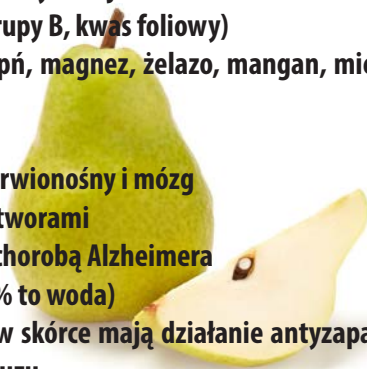 rupy B, kwas foliowy)
pń, magnez, żelazo, mangan, mie
rwionośny i mózg
tworami
chorobą Alzheimera
% to woda)
w skórce mają działanie antyzapa